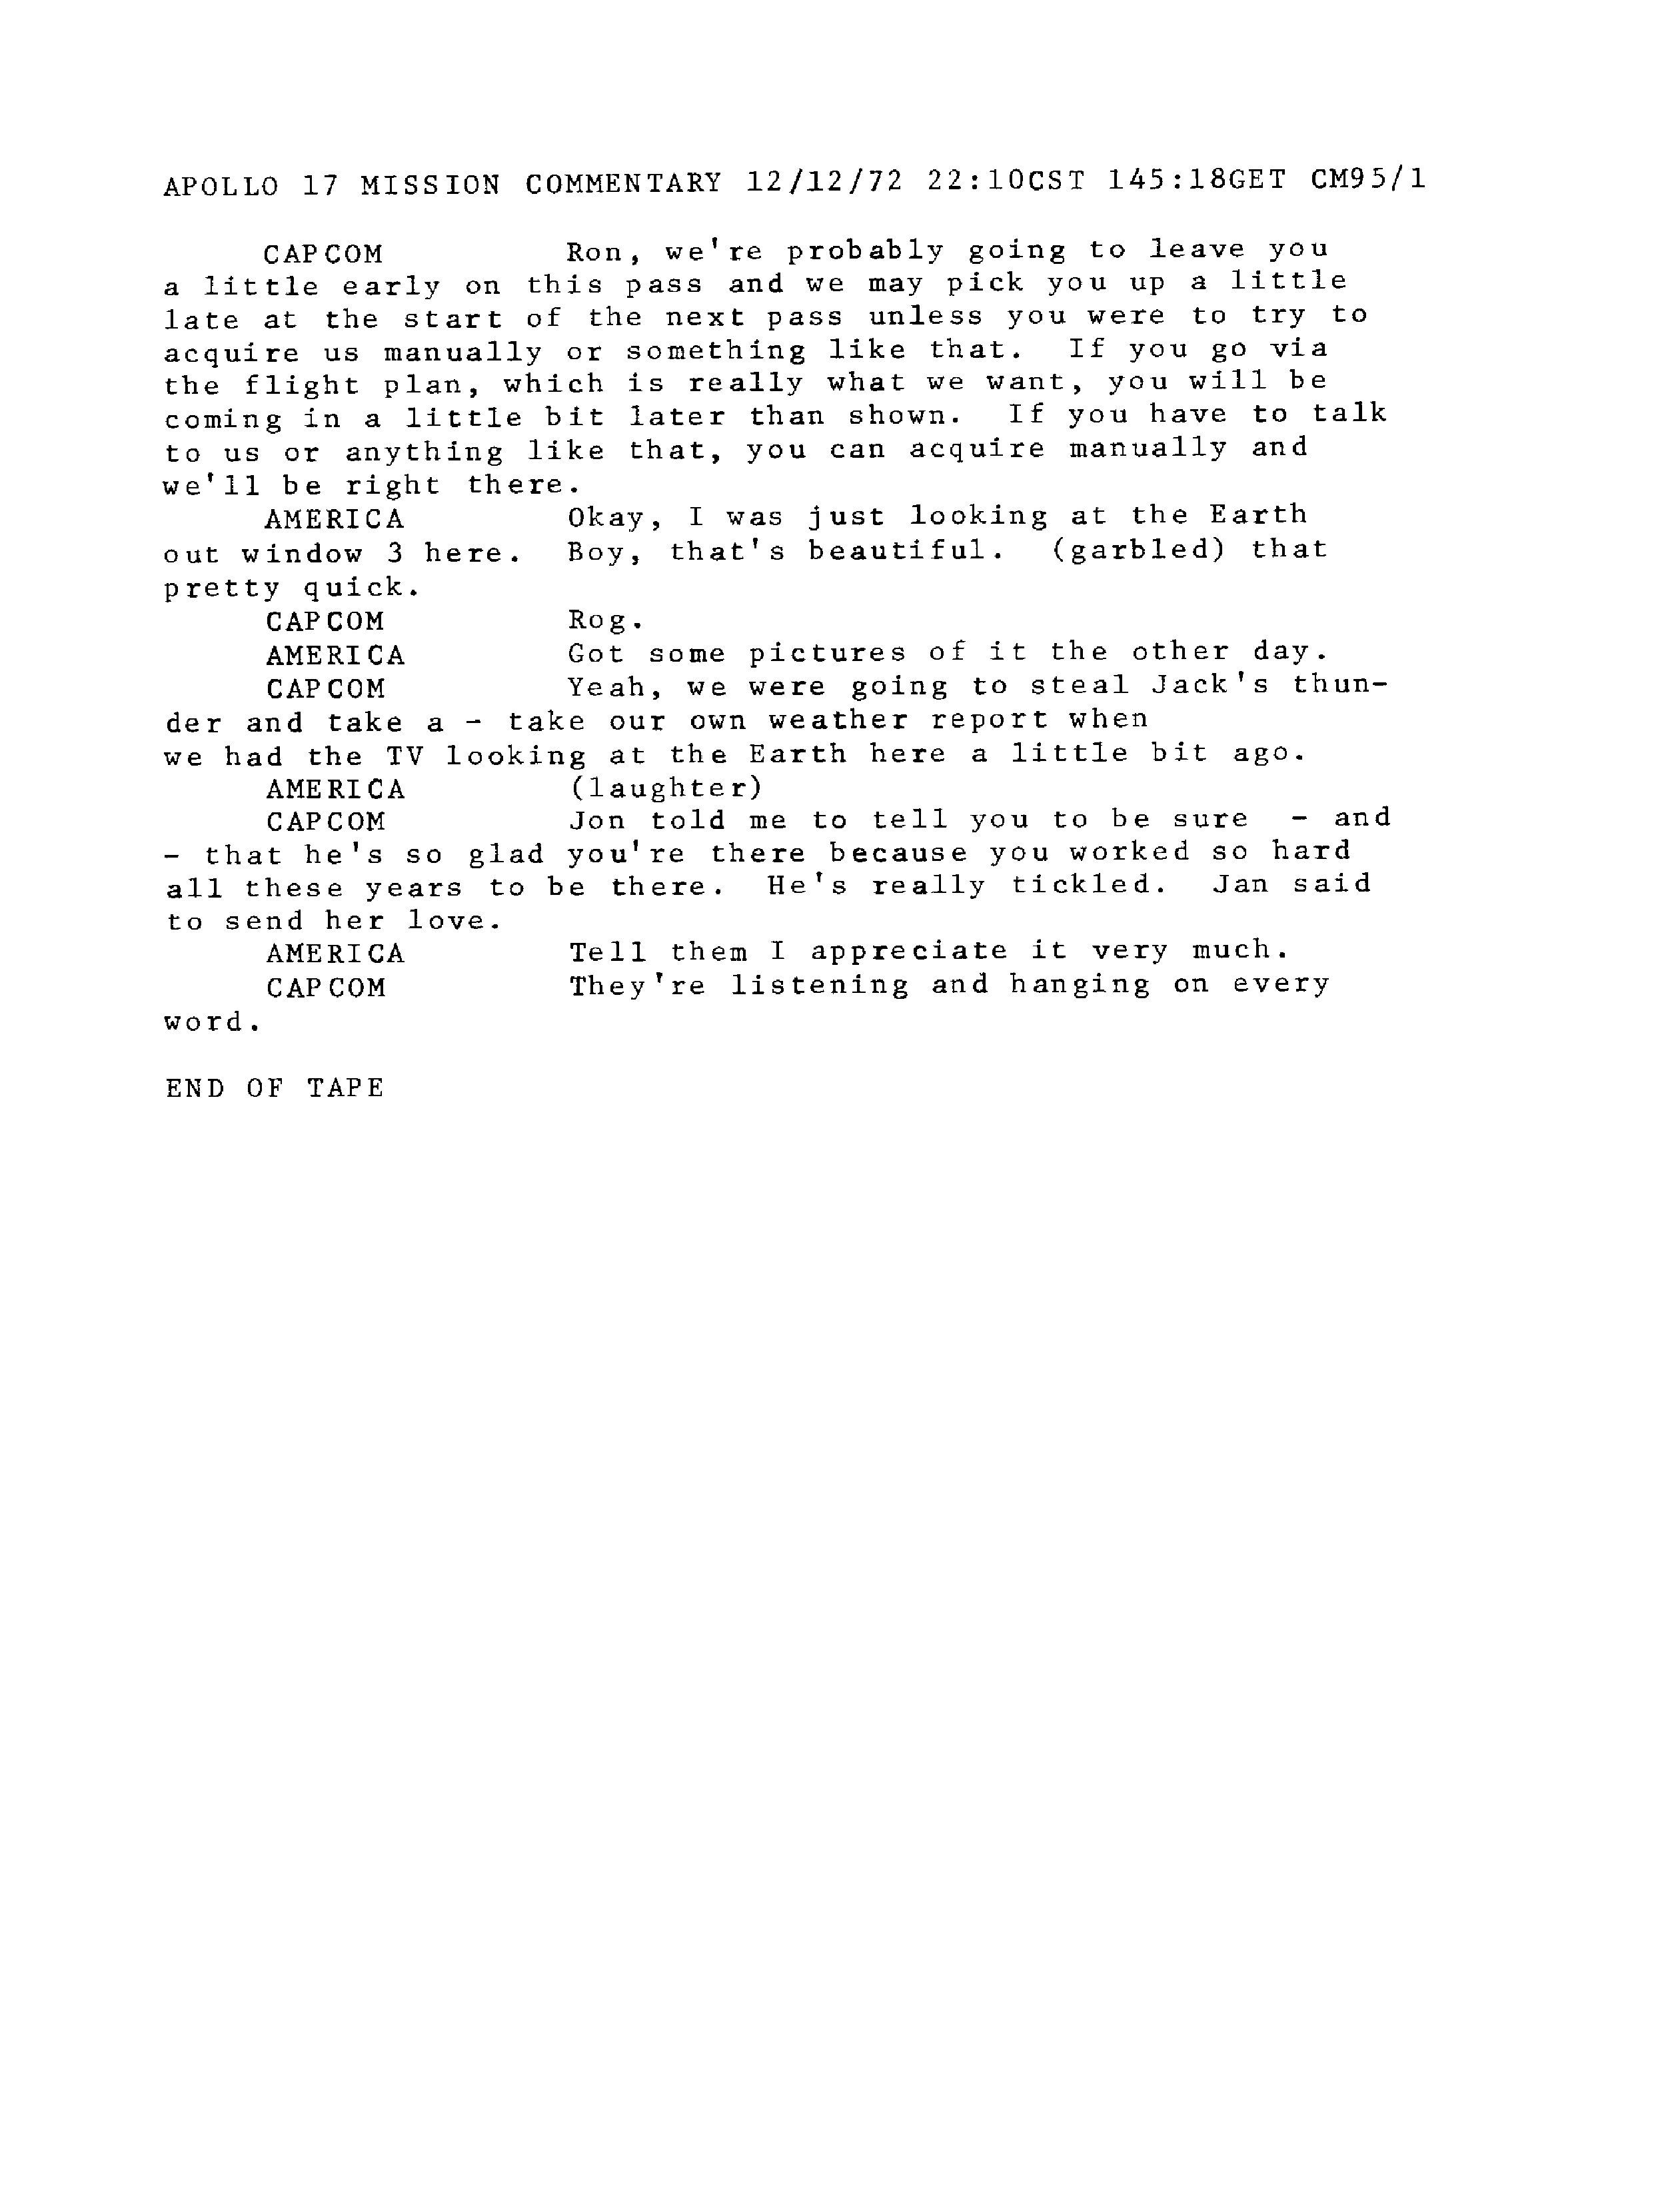 APOLLO 17 MISSION COMMENTARY 12/12/72 22:10CST 145:18GET CM95/1
CAPCOM Ron, we're probably going to leave you
a little early on this pass and we may pick you up a little
late at the start of the next pass unless you were to try to
acquire us manually or something like that. If you go via
the flight plan, which is really what we want, you will be
coming in a little bit later than shown. If you have to talk
to us or anything like that, you can acquire manually and
we'll be right there.
AMERICA Okay, I was just looking at the Earth
out window 3 here. Boy, that's beautiful. (garbled) that
pretty quick.
CAPCOM Rog.
AMERICA Got some pictures of it the other day.
CAPCOM Yeah, we were going to steal Jack's thun-
der and take a - take our own weather report when
we had the TV looking at the Earth here a little bit ago.
AMERICA (laughter)
CAPCOM Jon told me to tell you to be sure - and
- that he's so glad you're there because you worked so hard
all these years to be there. He's really tickled. Jan said
to send her love.
AMERICA Tell them I appreciate it very much.
CAPCOM They're listening and hanging on every
word.
END OF TAPE